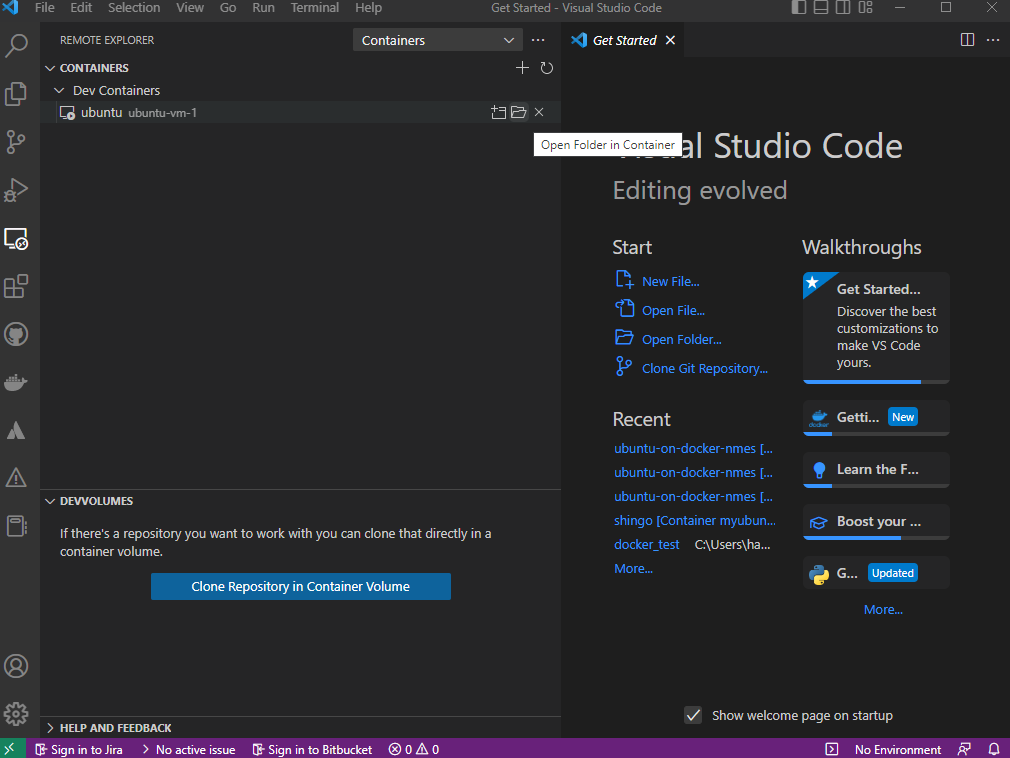 File Edit Selection View Go Run Terminal Help
Get Started - Visual Studio Code
REMOTE EXPLORER
Containers
CONTAINERS
Dev Containers
ubuntu ubuntu-vm-1
Open Folder in Container
DEVVOLUMES
If there's a repository you want to work with you can clone that directly in a
container volume.
Clone Repository in Container Volume
HELP AND FEEDBACK
Get Started
Studio Code
Editing evolved
Start
New File...
Open File...
Open Folder...
Clone Git Repository...
Recent
ubuntu-on-docker-nmes [...
ubuntu-on-docker-nmes [...
ubuntu-on-docker-nmes [...
shingo [Container myubun...
docker_test C:\Users\ha...
More...
Walkthroughs
Get Started...
Discover the best
customizations to
make VS Code
yours.
docker
Getti... New
Learn the F...
Boost your ...
G... Updated
More...
Show welcome page on startup
Sign in to Jira
No active issue
Sign in to Bitbucket
0
0
No Environment